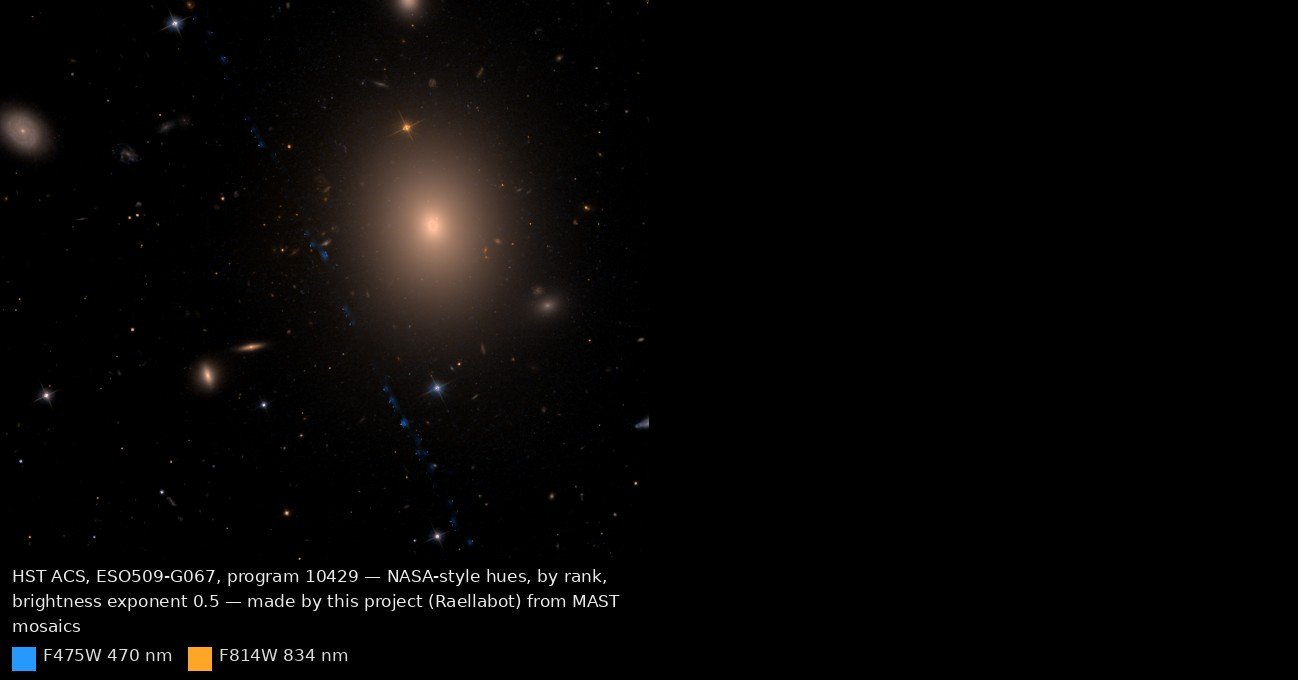 HST ACS, ESO509-G067, program 10429 — NASA-style hues, by rank,
brightness exponent 0.5 — made by this project (Raellabot) from MAST
mosaics
F475W 470 nm F814W 834 nm